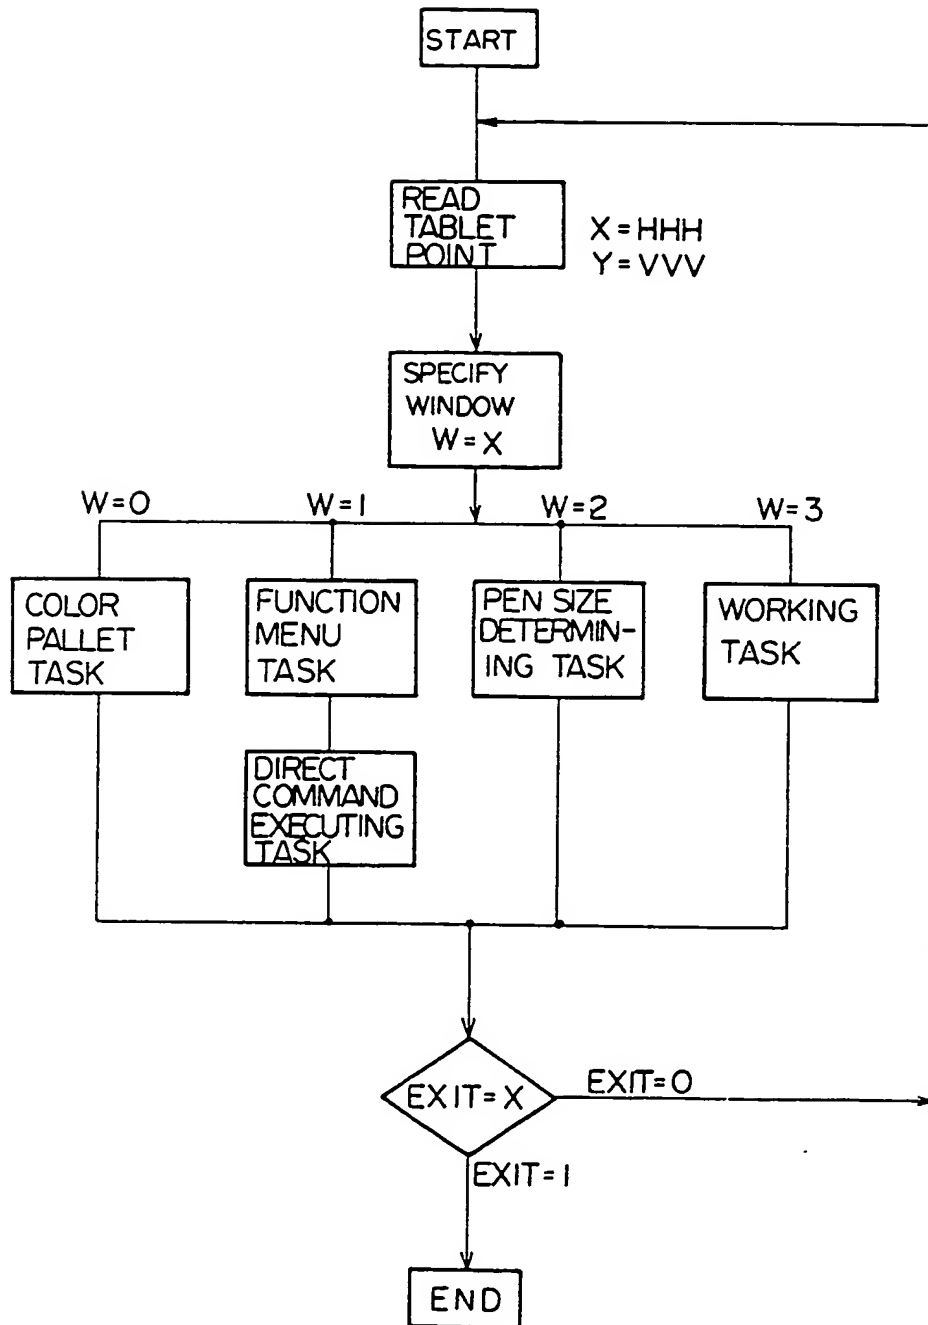 START
READ
TABLET
POINT
X=HHH
Y=VVV
SPECIFY
WINDOW
W=X
W=0
W=1
W=2
W=3
COLOR
PALLET
TASK
FUNCTION
MENU
TASK
PEN SIZE
DETERMIN-
ING TASK
WORKING
TASK
DIRECT
COMMAND
EXECUTING
TASK
EXIT=X
EXIT=0
EXIT=1
END